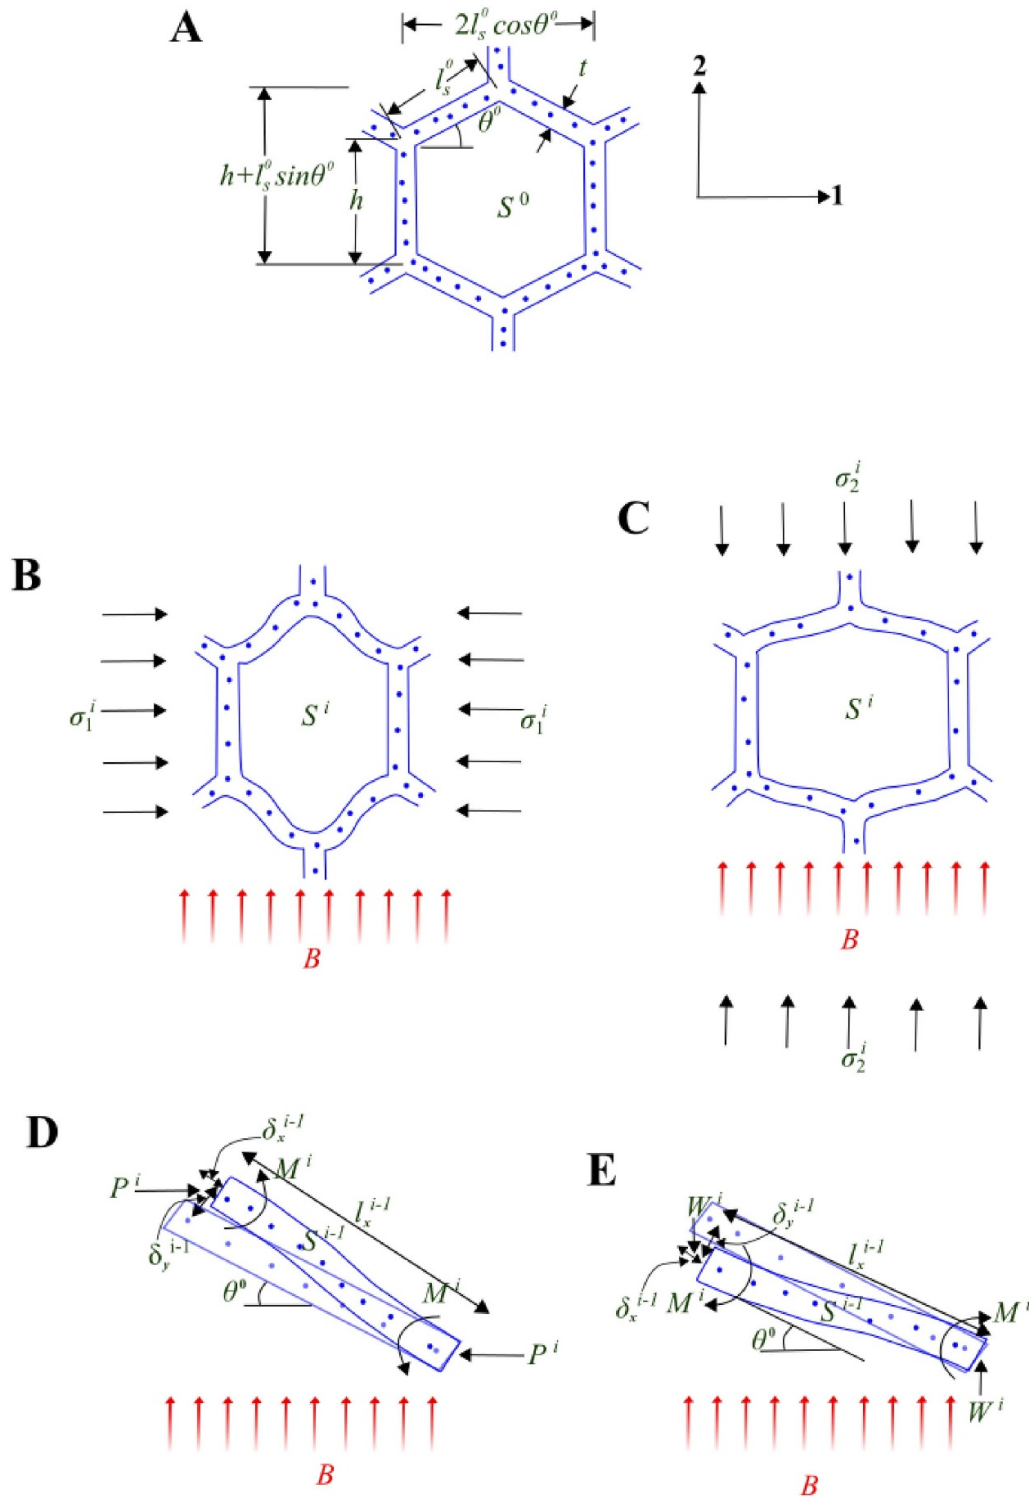 A
2l_s^0 cosθ^0
l_s^0
t
2
θ^0
h+l_s^0 sinθ^0
h
S^0
1
σ_2^i
C
B
S^i
σ_1^i
σ_1^i
S^i
B
B
σ_2^i
D
δ_x^{i-1}
M^i
E
P^i
l_x^{i-1}
W^i
δ_y^{i-1}
δ_y^{i-1}
S^{i-1}
l_x^{i-1}
θ^0
M^i
δ_x^{i-1}
M^i
S^{i-1}
M^i
θ^0
P^i
W^i
B
B